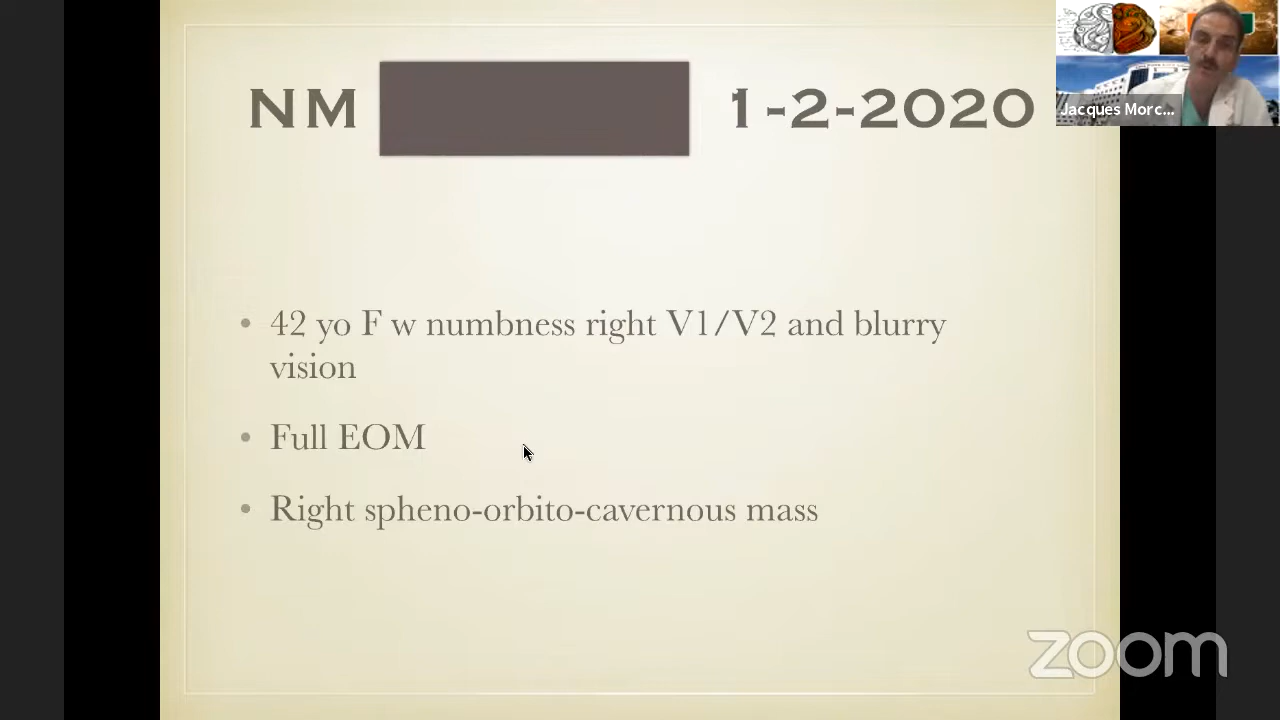 NM 1-2-2020
Jacques Morc...
• 42 yo F w numbness right V1/V2 and blurry
vision
• Full EOM
• Right spheno-orbito-cavernous mass
zoom